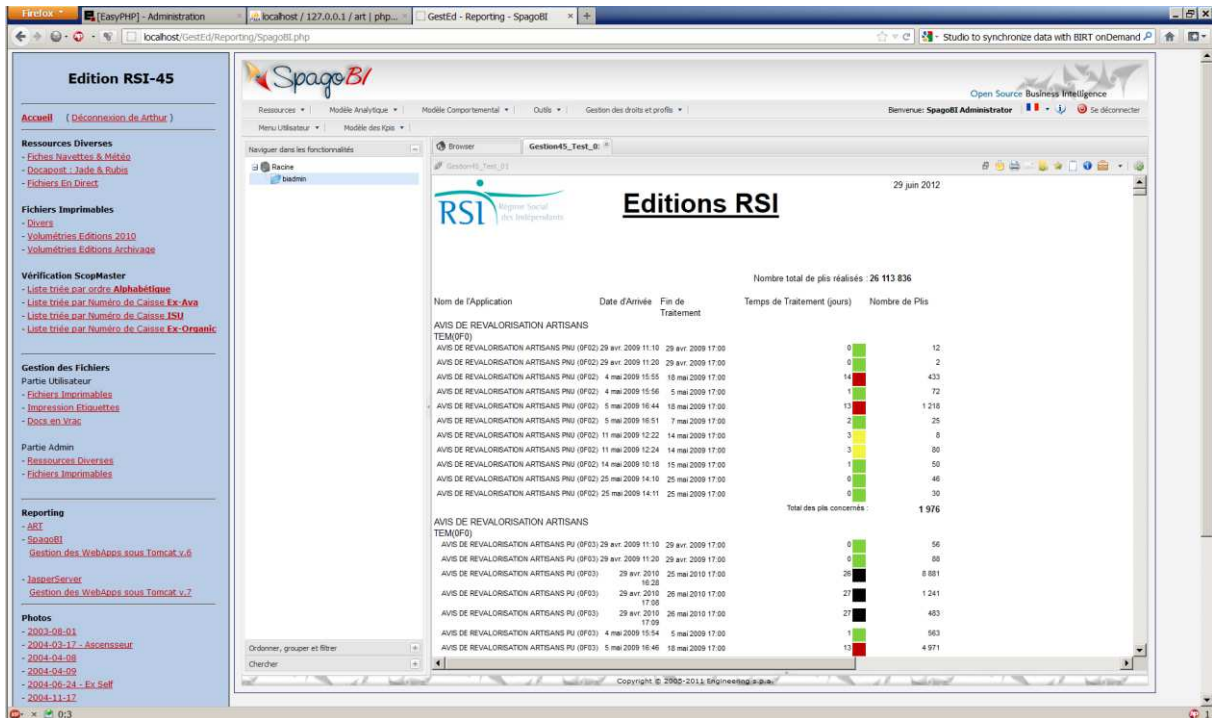 Firefox
[EasyPHP] - Administration
localhost / 127.0.0.1 / art | php...
GestEd - Reporting - SpagoBI
localhost/GestEd/Reporting/SpagoBI.php
Studio to synchronize data with BIRT onDemand
Edition RSI-45
Accueil ( Déconnexion de Arthur )
Ressources Diverses
- Fiches Navettes & Météo
- Docapost : Jade & Rubis
- Fichiers En Direct
Fichiers Imprimables
- Divers
- Volumétries Editions 2010
- Volumétries Editions Archivage
Vérification ScopMaster
- Liste triée par ordre Alphabétique
- Liste triée par Numéro de Caisse Ex-Ava
- Liste triée par Numéro de Caisse ISU
- Liste triée par Numéro de Caisse Ex-Organic
Gestion des Fichiers
Partie Utilisateur
- Fichiers Imprimables
- Impression Etiquettes
- Docs en Vrac
Partie Admin
- Ressources Diverses
- Fichiers Imprimables
Reporting
- ART
- SpagoBI
Gestion des WebApps sous Tomcat v.6
- JasperServer
Gestion des WebApps sous Tomcat v.7
Photos
- 2003-08-01
- 2004-03-17 - Ascensseur
- 2004-04-08
- 2004-04-09
- 2004-06-24 - Ex Self
- 2004-11-17
SpagoBI
Open Source Business Intelligence
Ressources Modèle Analytique Modèle Comportemental Outils Gestion des droits et profils
Bienvenue: SpagoBI Administrator Se déconnecter
Menu Utilisateur Modèle des Kpis
Naviguer dans les fonctionnalités
Racine
biadmin
Ordonner, grouper et filtrer
Chercher
Browser Gestion45_Test_0:
Gestion45_Test_01
29 juin 2012
RSI Régime Social
des Indépendants
Editions RSI
Nombre total de plis réalisés : 26 113 836
Nom de l'Application Date d'Arrivée Fin de Traitement Temps de Traitement (jours) Nombre de Plis
AVIS DE REVALORISATION ARTISANS
TEM(0F0)
AVIS DE REVALORISATION ARTISANS PNU (0F02) 29 avr. 2009 11:10 29 avr. 2009 17:00 0 12
AVIS DE REVALORISATION ARTISANS PNU (0F02) 29 avr. 2009 11:20 29 avr. 2009 17:00 0 2
AVIS DE REVALORISATION ARTISANS PNU (0F02) 4 mai 2009 15:55 18 mai 2009 17:00 14 433
AVIS DE REVALORISATION ARTISANS PNU (0F02) 4 mai 2009 15:56 5 mai 2009 17:00 1 72
AVIS DE REVALORISATION ARTISANS PNU (0F02) 5 mai 2009 16:44 18 mai 2009 17:00 13 1 218
AVIS DE REVALORISATION ARTISANS PNU (0F02) 5 mai 2009 16:51 7 mai 2009 17:00 2 25
AVIS DE REVALORISATION ARTISANS PNU (0F02) 11 mai 2009 12:22 14 mai 2009 17:00 3 8
AVIS DE REVALORISATION ARTISANS PNU (0F02) 11 mai 2009 12:24 14 mai 2009 17:00 3 80
AVIS DE REVALORISATION ARTISANS PNU (0F02) 14 mai 2009 10:18 15 mai 2009 17:00 1 50
AVIS DE REVALORISATION ARTISANS PNU (0F02) 25 mai 2009 14:10 25 mai 2009 17:00 0 46
AVIS DE REVALORISATION ARTISANS PNU (0F02) 25 mai 2009 14:11 25 mai 2009 17:00 0 30
Total des plis concernés : 1 976
AVIS DE REVALORISATION ARTISANS
TEM(0F0)
AVIS DE REVALORISATION ARTISANS PU (0F03) 29 avr. 2009 11:10 29 avr. 2009 17:00 0 56
AVIS DE REVALORISATION ARTISANS PU (0F03) 29 avr. 2009 11:20 29 avr. 2009 17:00 0 88
AVIS DE REVALORISATION ARTISANS PU (0F03) 29 avr. 2010 16:28 25 mai 2010 17:00 26 8 881
AVIS DE REVALORISATION ARTISANS PU (0F03) 29 avr. 2010 17:08 26 mai 2010 17:00 27 1 241
AVIS DE REVALORISATION ARTISANS PU (0F03) 29 avr. 2010 17:09 26 mai 2010 17:00 27 483
AVIS DE REVALORISATION ARTISANS PU (0F03) 4 mai 2009 15:54 5 mai 2009 17:00 1 563
AVIS DE REVALORISATION ARTISANS PU (0F03) 5 mai 2009 16:46 18 mai 2009 17:00 13 4 971
Copyright © 2005-2011 Engineering s.p.a.
0:3
1